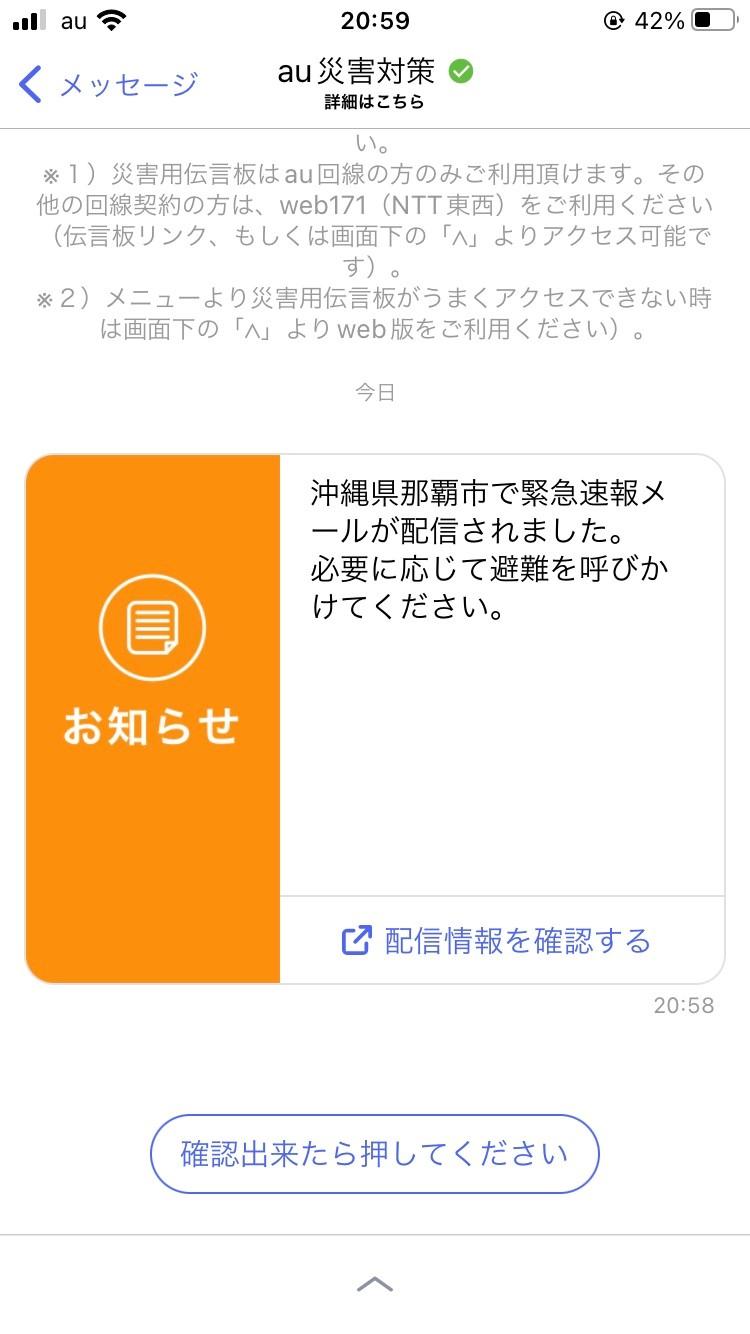 au 20:59 42%
メッセージ
au災害対策
詳細はこちら
い。
※１）災害用伝言板はau回線の方のみご利用頂けます。その
他の回線契約の方は、web171（NTT東西）をご利用ください
（伝言板リンク、もしくは画面下の「∧」よりアクセス可能で
す）。
※２）メニューより災害用伝言板がうまくアクセスできない時
は画面下の「∧」よりweb版をご利用ください）。
今日
お知らせ
沖縄県那覇市で緊急速報メ
ールが配信されました。
必要に応じて避難を呼びか
けてください。
配信情報を確認する
20:58
確認出来たら押してください